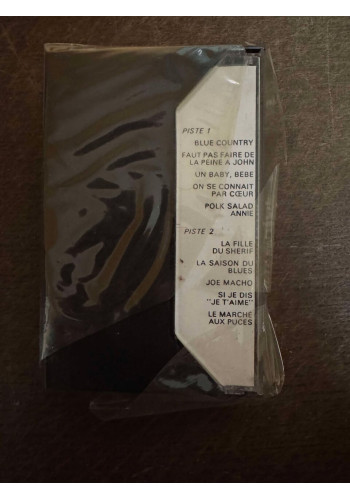 PISTE 1
BLUE COUNTRY
FAUT PAS FAIRE DE
LA PEINE A JOHN
UN BABY, BEBE
ON SE CONNAIT
PAR CŒUR
POLK SALAD
ANNIE
PISTE 2
LA FILLE
DU SHERIF
LA SAISON DU
BLUES
JOE MACHO
SI JE DIS
"JE T'AIME"
LE MARCHE
AUX PUCES